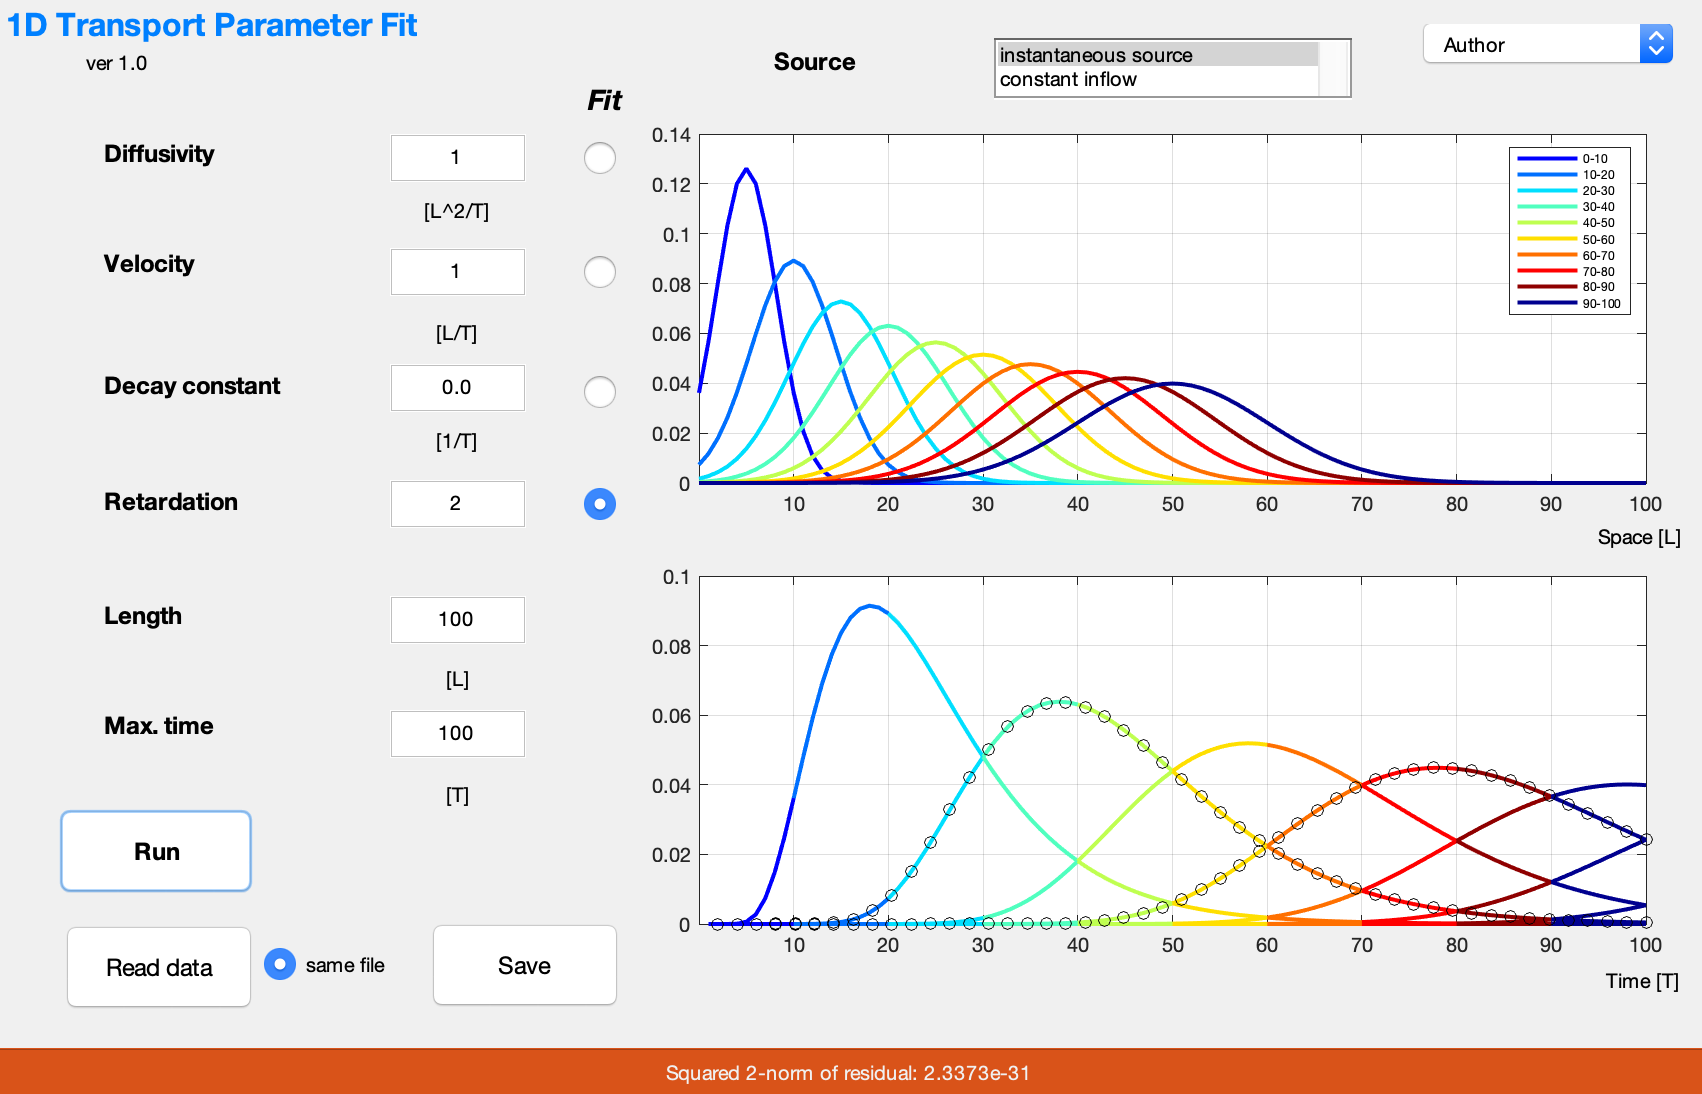 1D Transport Parameter Fit
ver 1.0
Source
instantaneous source
constant inflow
Author
Fit
Diffusivity
1
[L^2/T]
Velocity
1
[L/T]
Decay constant
0.0
[1/T]
Retardation
2
Length
100
[L]
Max. time
100
[T]
Run
Read data
same file
Save
0.14
0.12
0.1
0.08
0.06
0.04
0.02
0
10 20 30 40 50 60 70 80 90 100
Space [L]
0-10
10-20
20-30
30-40
40-50
50-60
60-70
70-80
80-90
90-100
0.1
0.08
0.06
0.04
0.02
0
10 20 30 40 50 60 70 80 90 100
Time [T]
Squared 2-norm of residual: 2.3373e-31